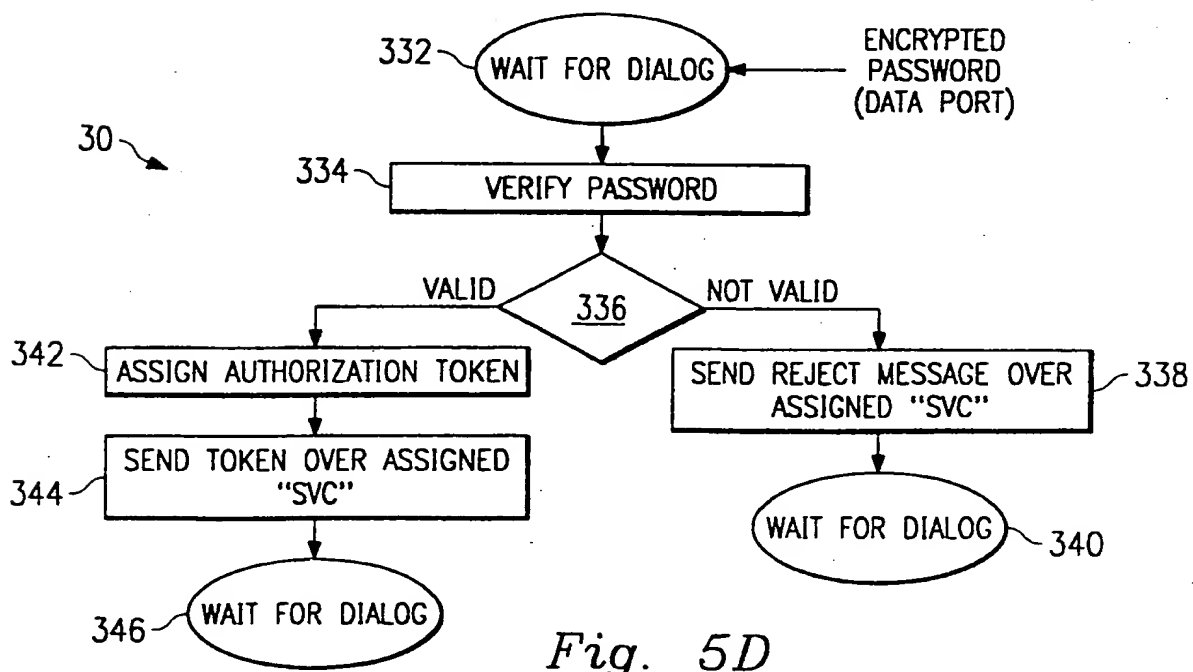 332
WAIT FOR DIALOG
ENCRYPTED
PASSWORD
(DATA PORT)
30
334
VERIFY PASSWORD
VALID
336
NOT VALID
342
ASSIGN AUTHORIZATION TOKEN
SEND REJECT MESSAGE OVER
ASSIGNED "SVC"
338
344
SEND TOKEN OVER ASSIGNED
"SVC"
WAIT FOR DIALOG
340
346
WAIT FOR DIALOG
Fig. 5D